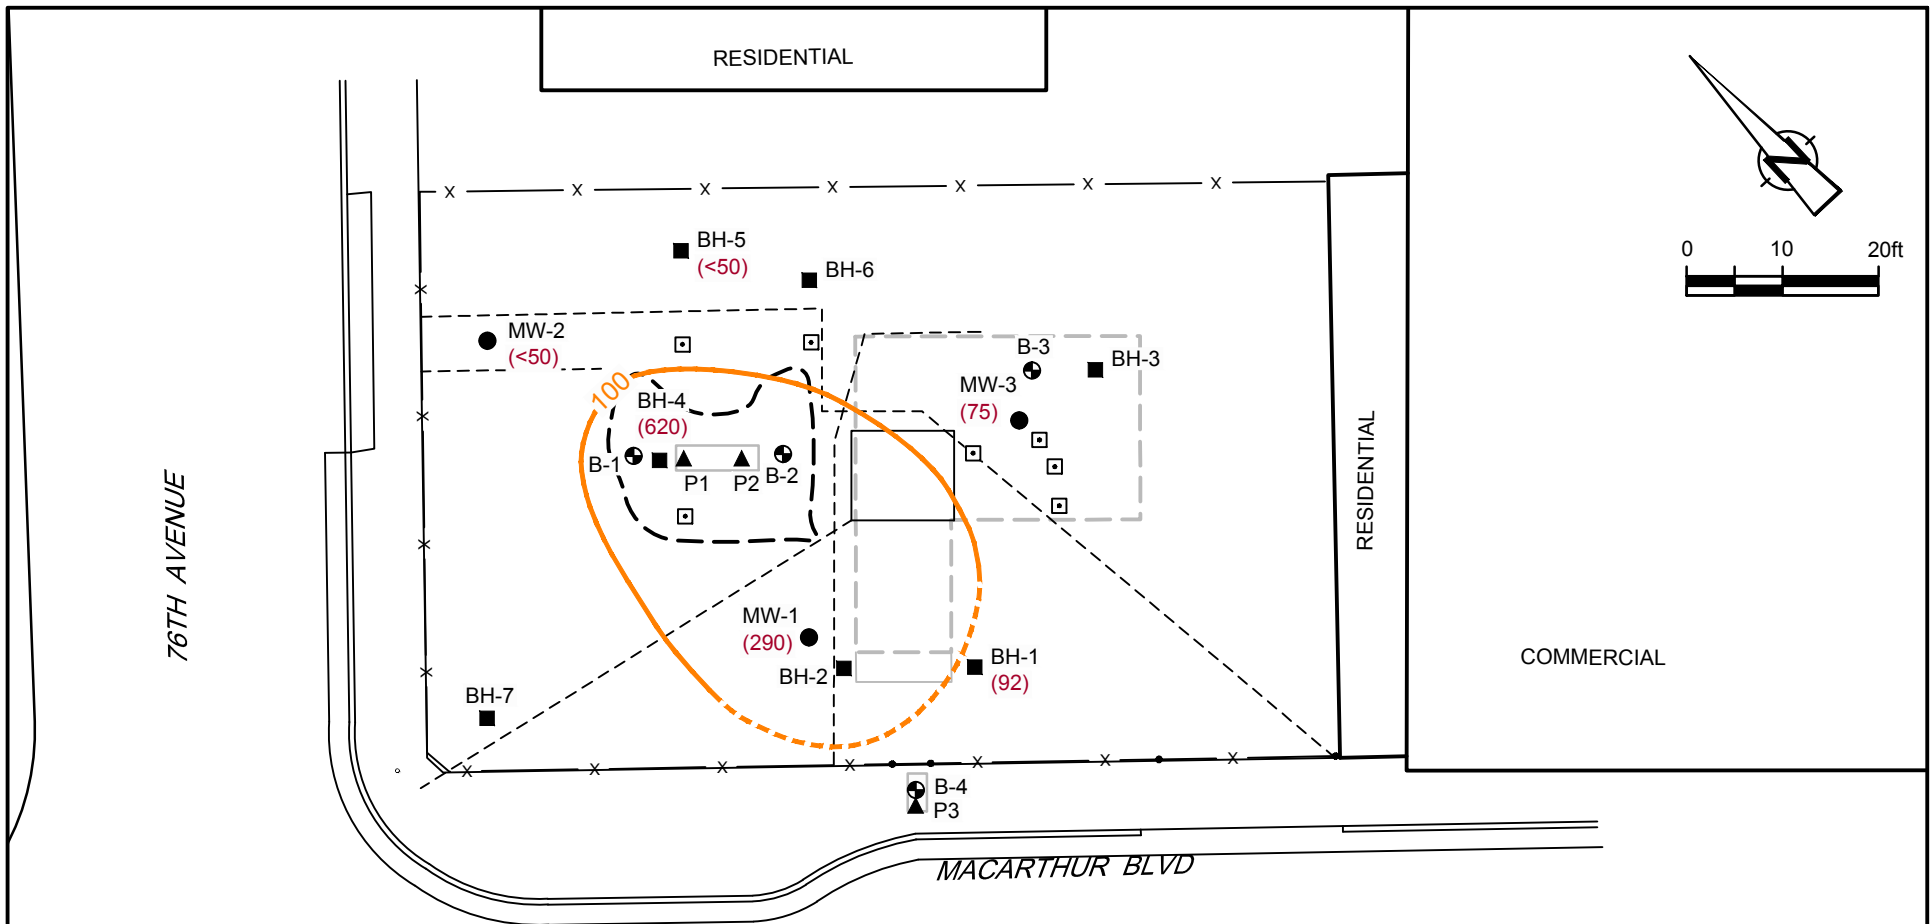 RESIDENTIAL
N
0 10 20ft
X X X X X X X
BH-5
(<50)
BH-6
MW-2
(<50)
B-3
BH-3
MW-3
(75)
100
BH-4
(620)
B-1
P1
P2
B-2
RESIDENTIAL
76TH AVENUE
MW-1
(290)
BH-2
BH-1
(92)
COMMERCIAL
BH-7
X X X X X X X
B-4
P3
MACARTHUR BLVD